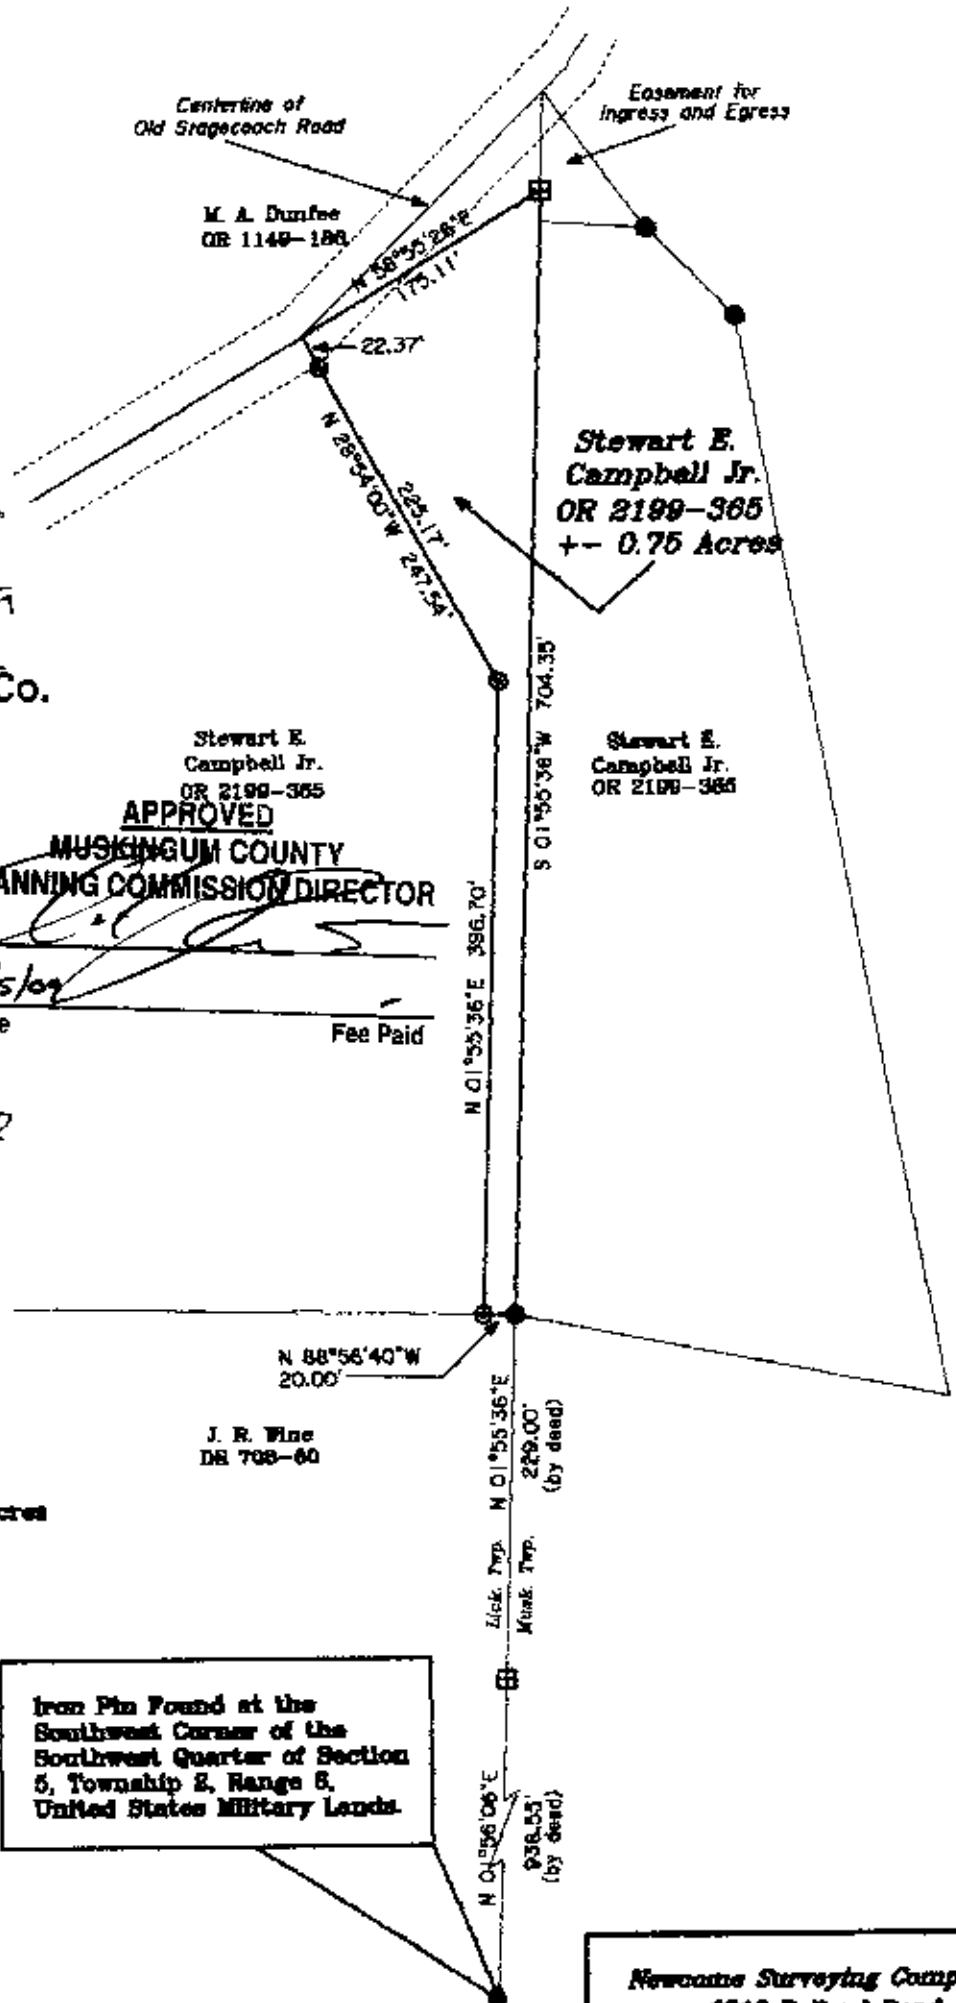 Centerline of
Old Stagecoach Road
Easement for
Ingress and Egress
M. A. Dunfee
OR 1149-186
N 58°55'28"E
175.11'
22.37'
N 28°54'00"W 247.54'
225.17'
Stewart E.
Campbell Jr.
OR 2199-365
+- 0.75 Acres
Co.
S 01°55'36"W 704.35'
Stewart E.
Campbell Jr.
OR 2199-365
Stewart E.
Campbell Jr.
OR 2199-365
APPROVED
MUSKINGUM COUNTY
ANNING COMMISSION DIRECTOR
5/09
e
Fee Paid
N 01°55'36"E 396.70'
N 88°56'40"W
20.00'
J. R. Wine
DR 708-60
N 01°55'36"E
229.00'
(by deed)
cres
Lick. Twp.
Musk. Twp.
Iron Pin Found at the
Southwest Corner of the
Southwest Quarter of Section
5, Township 2, Range 8,
United States Military Lands.
N 01°56'06"E
938.55'
(by deed)
Newcome Surveying Comp